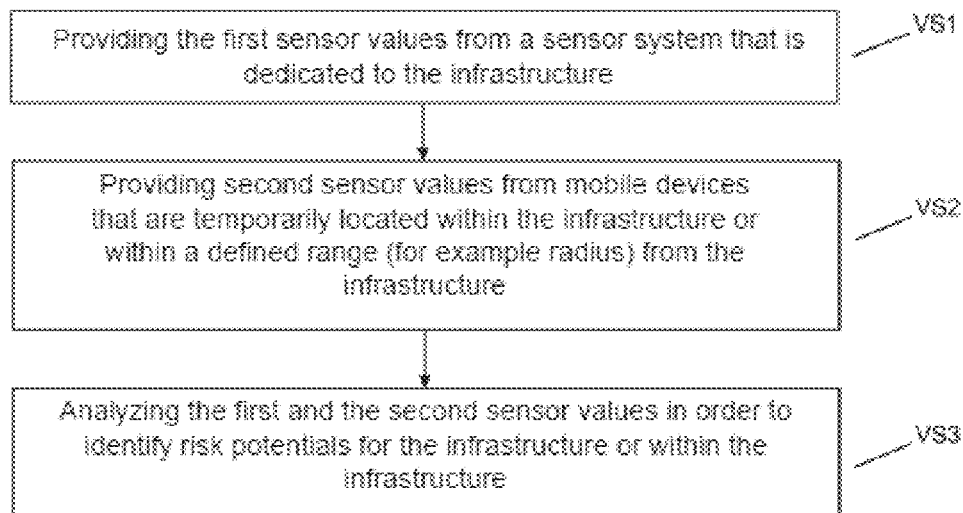 Providing the first sensor values from a sensor system that is
dedicated to the infrastructure
VS1
Providing second sensor values from mobile devices
that are temporarily located within the infrastructure or
within a defined range (for example radius) from the
infrastructure
VS2
Analyzing the first and the second sensor values in order to
identify risk potentials for the infrastructure or within the
infrastructure
VS3